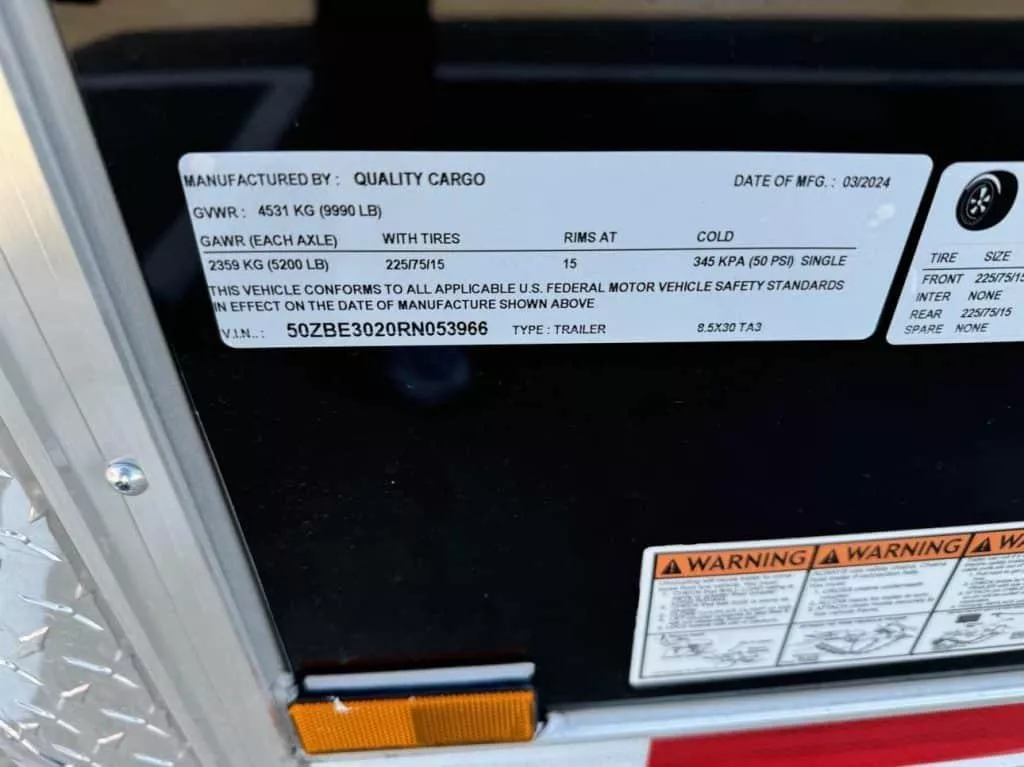 MANUFACTURED BY : QUALITY CARGO DATE OF MFG. : 03/2024
GVWR : 4531 KG (9990 LB)
GAWR (EACH AXLE) WITH TIRES RIMS AT COLD
2359 KG (5200 LB) 225/75/15 15 345 KPA (50 PSI) SINGLE
THIS VEHICLE CONFORMS TO ALL APPLICABLE U.S. FEDERAL MOTOR VEHICLE SAFETY STANDARDS
IN EFFECT ON THE DATE OF MANUFACTURE SHOWN ABOVE
V.I.N.. : 50ZBE3020RN053966 TYPE : TRAILER 8.5X30 TA3
TIRE SIZE
FRONT 225/75/15
INTER NONE
REAR 225/75/15
SPARE NONE
WARNING WARNING WA